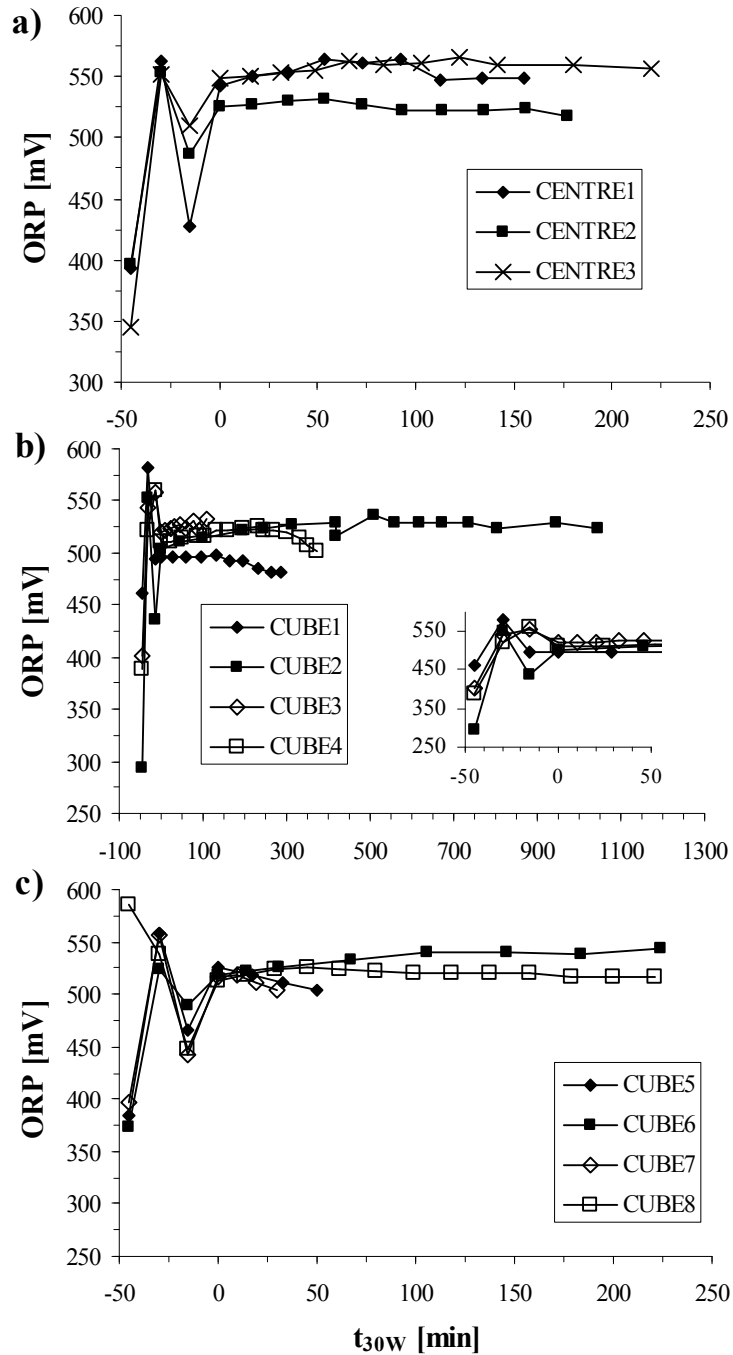 a)
600
550
500
450
400
350
300
ORP [mV]
CENTRE1
CENTRE2
CENTRE3
-50 0 50 100 150 200 250
b)
600
550
500
450
400
350
300
250
ORP [mV]
CUBE1
CUBE2
CUBE3
CUBE4
550
450
350
250
-50 0 50
-100 100 300 500 700 900 1100 1300
c)
600
550
500
450
400
350
300
250
ORP [mV]
CUBE5
CUBE6
CUBE7
CUBE8
-50 0 50 100 150 200 250
t30W [min]